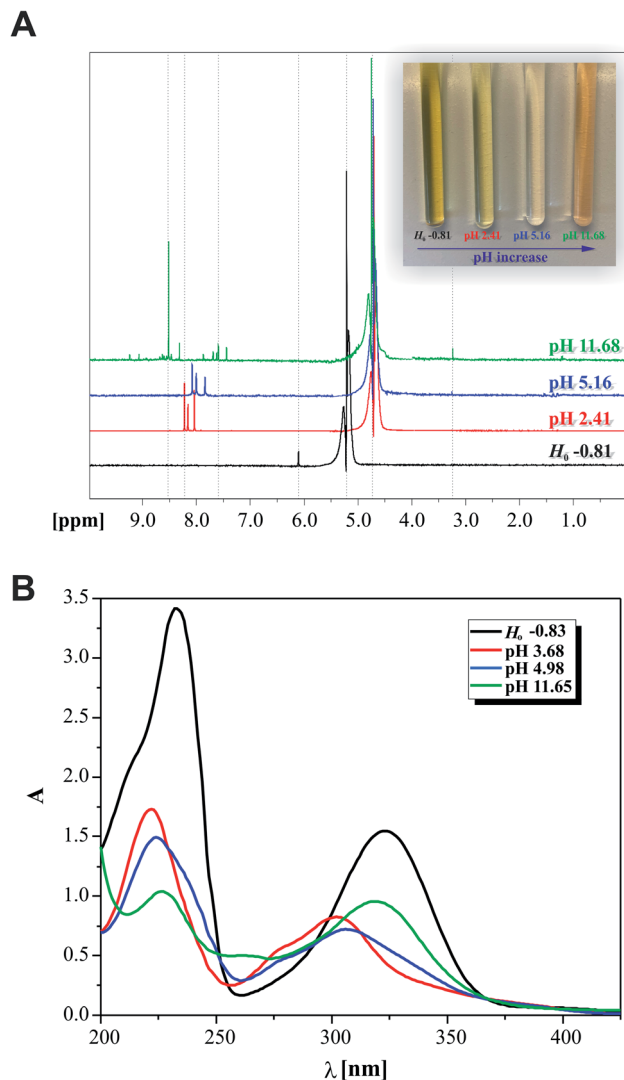 A
H₀ -0.81
pH 2.41
pH 5.16
pH 11.68
pH increase
pH 11.68
pH 5.16
pH 2.41
H₀ -0.81
[ppm]
9.0
8.0
7.0
6.0
5.0
4.0
3.0
2.0
1.0
B
3.5
3.0
2.5
2.0
1.5
1.0
0.5
0.0
A
Hₒ -0.83
pH 3.68
pH 4.98
pH 11.65
200
250
300
350
400
λ [nm]